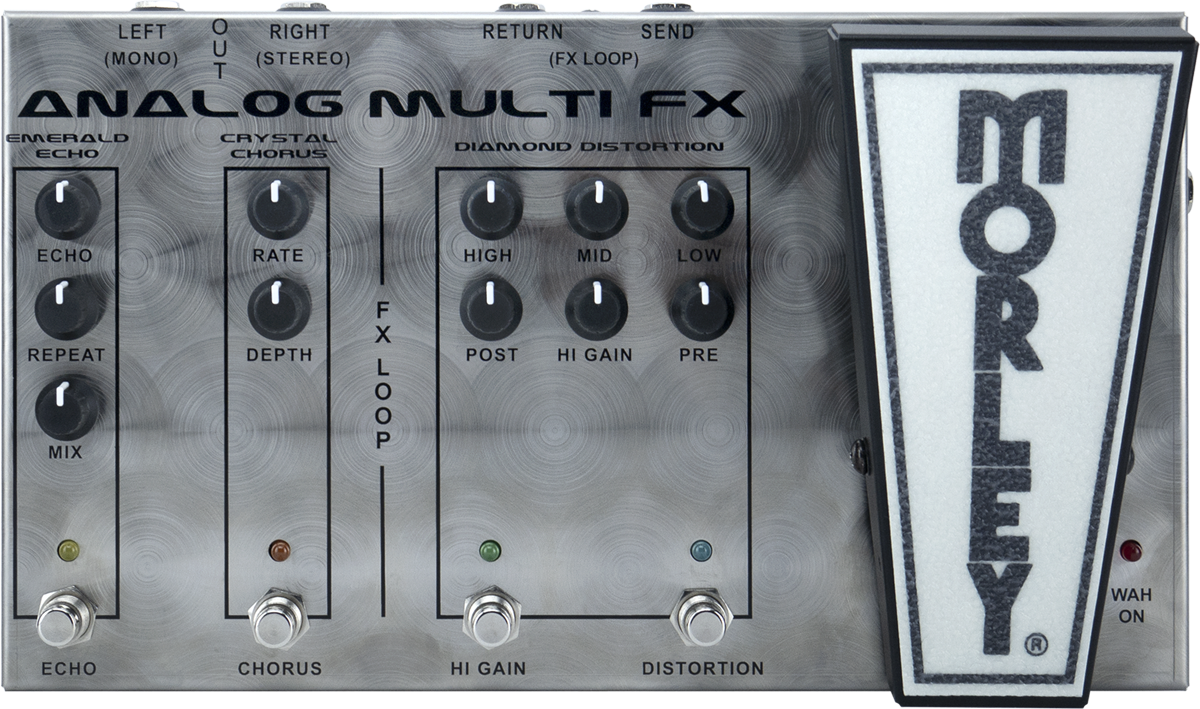 LEFT
(MONO)
OUT
RIGHT
(STEREO)
RETURN
SEND
(FX LOOP)
ANALOG MULTI FX
EMERALD
ECHO
CRYSTAL
CHORUS
DIAMOND DISTORTION
ECHO
RATE
HIGH
MID
LOW
REPEAT
DEPTH
POST
HI GAIN
PRE
MIX
FX LOOP
MORLEY
®
WAH
ON
ECHO
CHORUS
HI GAIN
DISTORTION